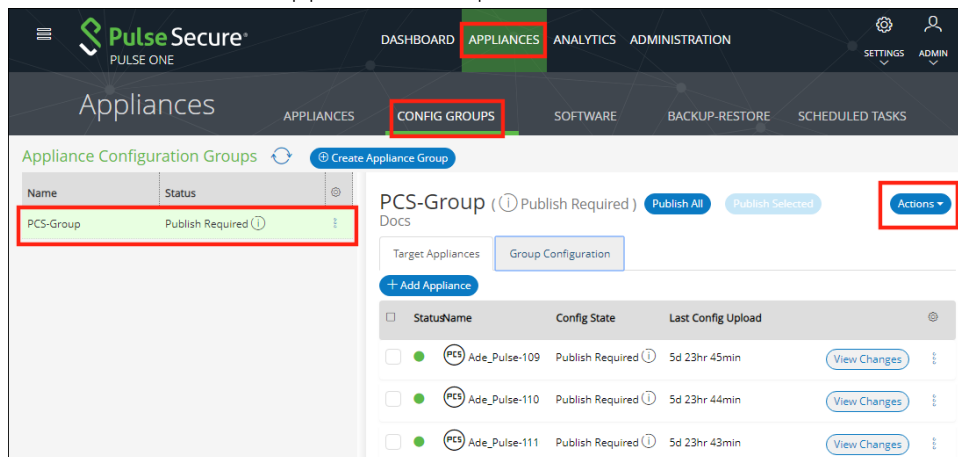 Pulse Secure®
PULSE ONE
DASHBOARD APPLIANCES ANALYTICS ADMINISTRATION
SETTINGS ADMIN
Appliances
APPLIANCES CONFIG GROUPS SOFTWARE BACKUP-RESTORE SCHEDULED TASKS
Appliance Configuration Groups Create Appliance Group
Name Status
PCS-Group Publish Required
PCS-Group ( Publish Required ) Publish All Publish Selected Actions
Docs
Target Appliances Group Configuration
+ Add Appliance
Status Name Config State Last Config Upload
PCS Ade_Pulse-109 Publish Required 5d 23hr 45min View Changes
PCS Ade_Pulse-110 Publish Required 5d 23hr 44min View Changes
PCS Ade_Pulse-111 Publish Required 5d 23hr 43min View Changes